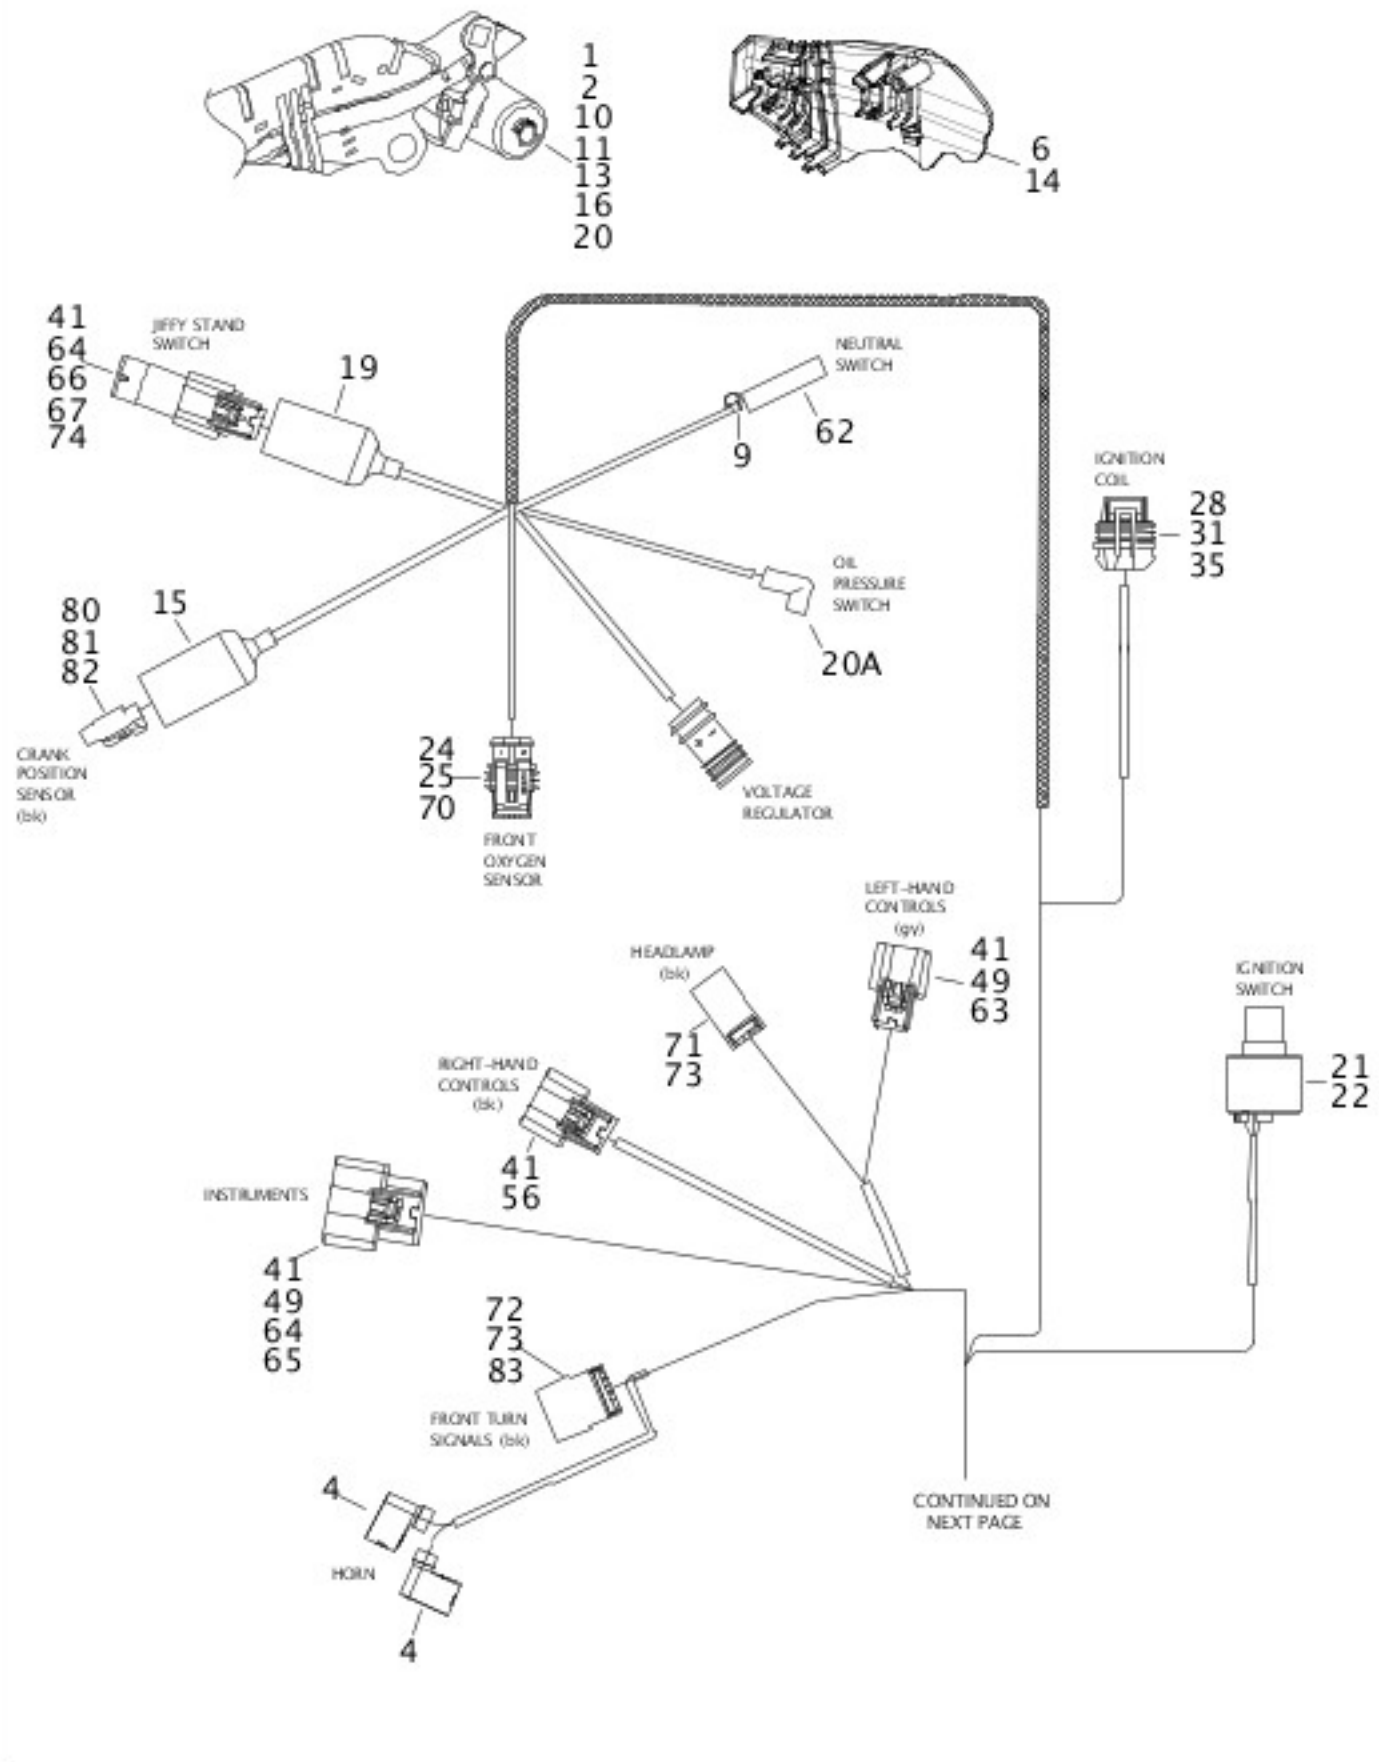 1
2
10
11
13
16
20
6
14
41
64
66
67
74
JIFFY STAND
SWITCH
19
NEUTRAL
SWITCH
62
9
IGNITION
COIL
28
31
35
OIL
PRESSURE
SWITCH
20A
80
81
82
15
CRANK
POSITION
SENSOR
(bk)
24
25
70
FRONT
OXYGEN
SENSOR
VOLTAGE
REGULATOR
LEFT-HAND
CONTROLS
(gy)
41
49
63
HEADLAMP
(bk)
71
73
IGNITION
SWITCH
21
22
RIGHT-HAND
CONTROLS
(bk)
41
56
INSTRUMENTS
41
49
64
65
72
73
83
FRONT TURN
SIGNALS (bk)
4
HORN
4
CONTINUED ON
NEXT PAGE